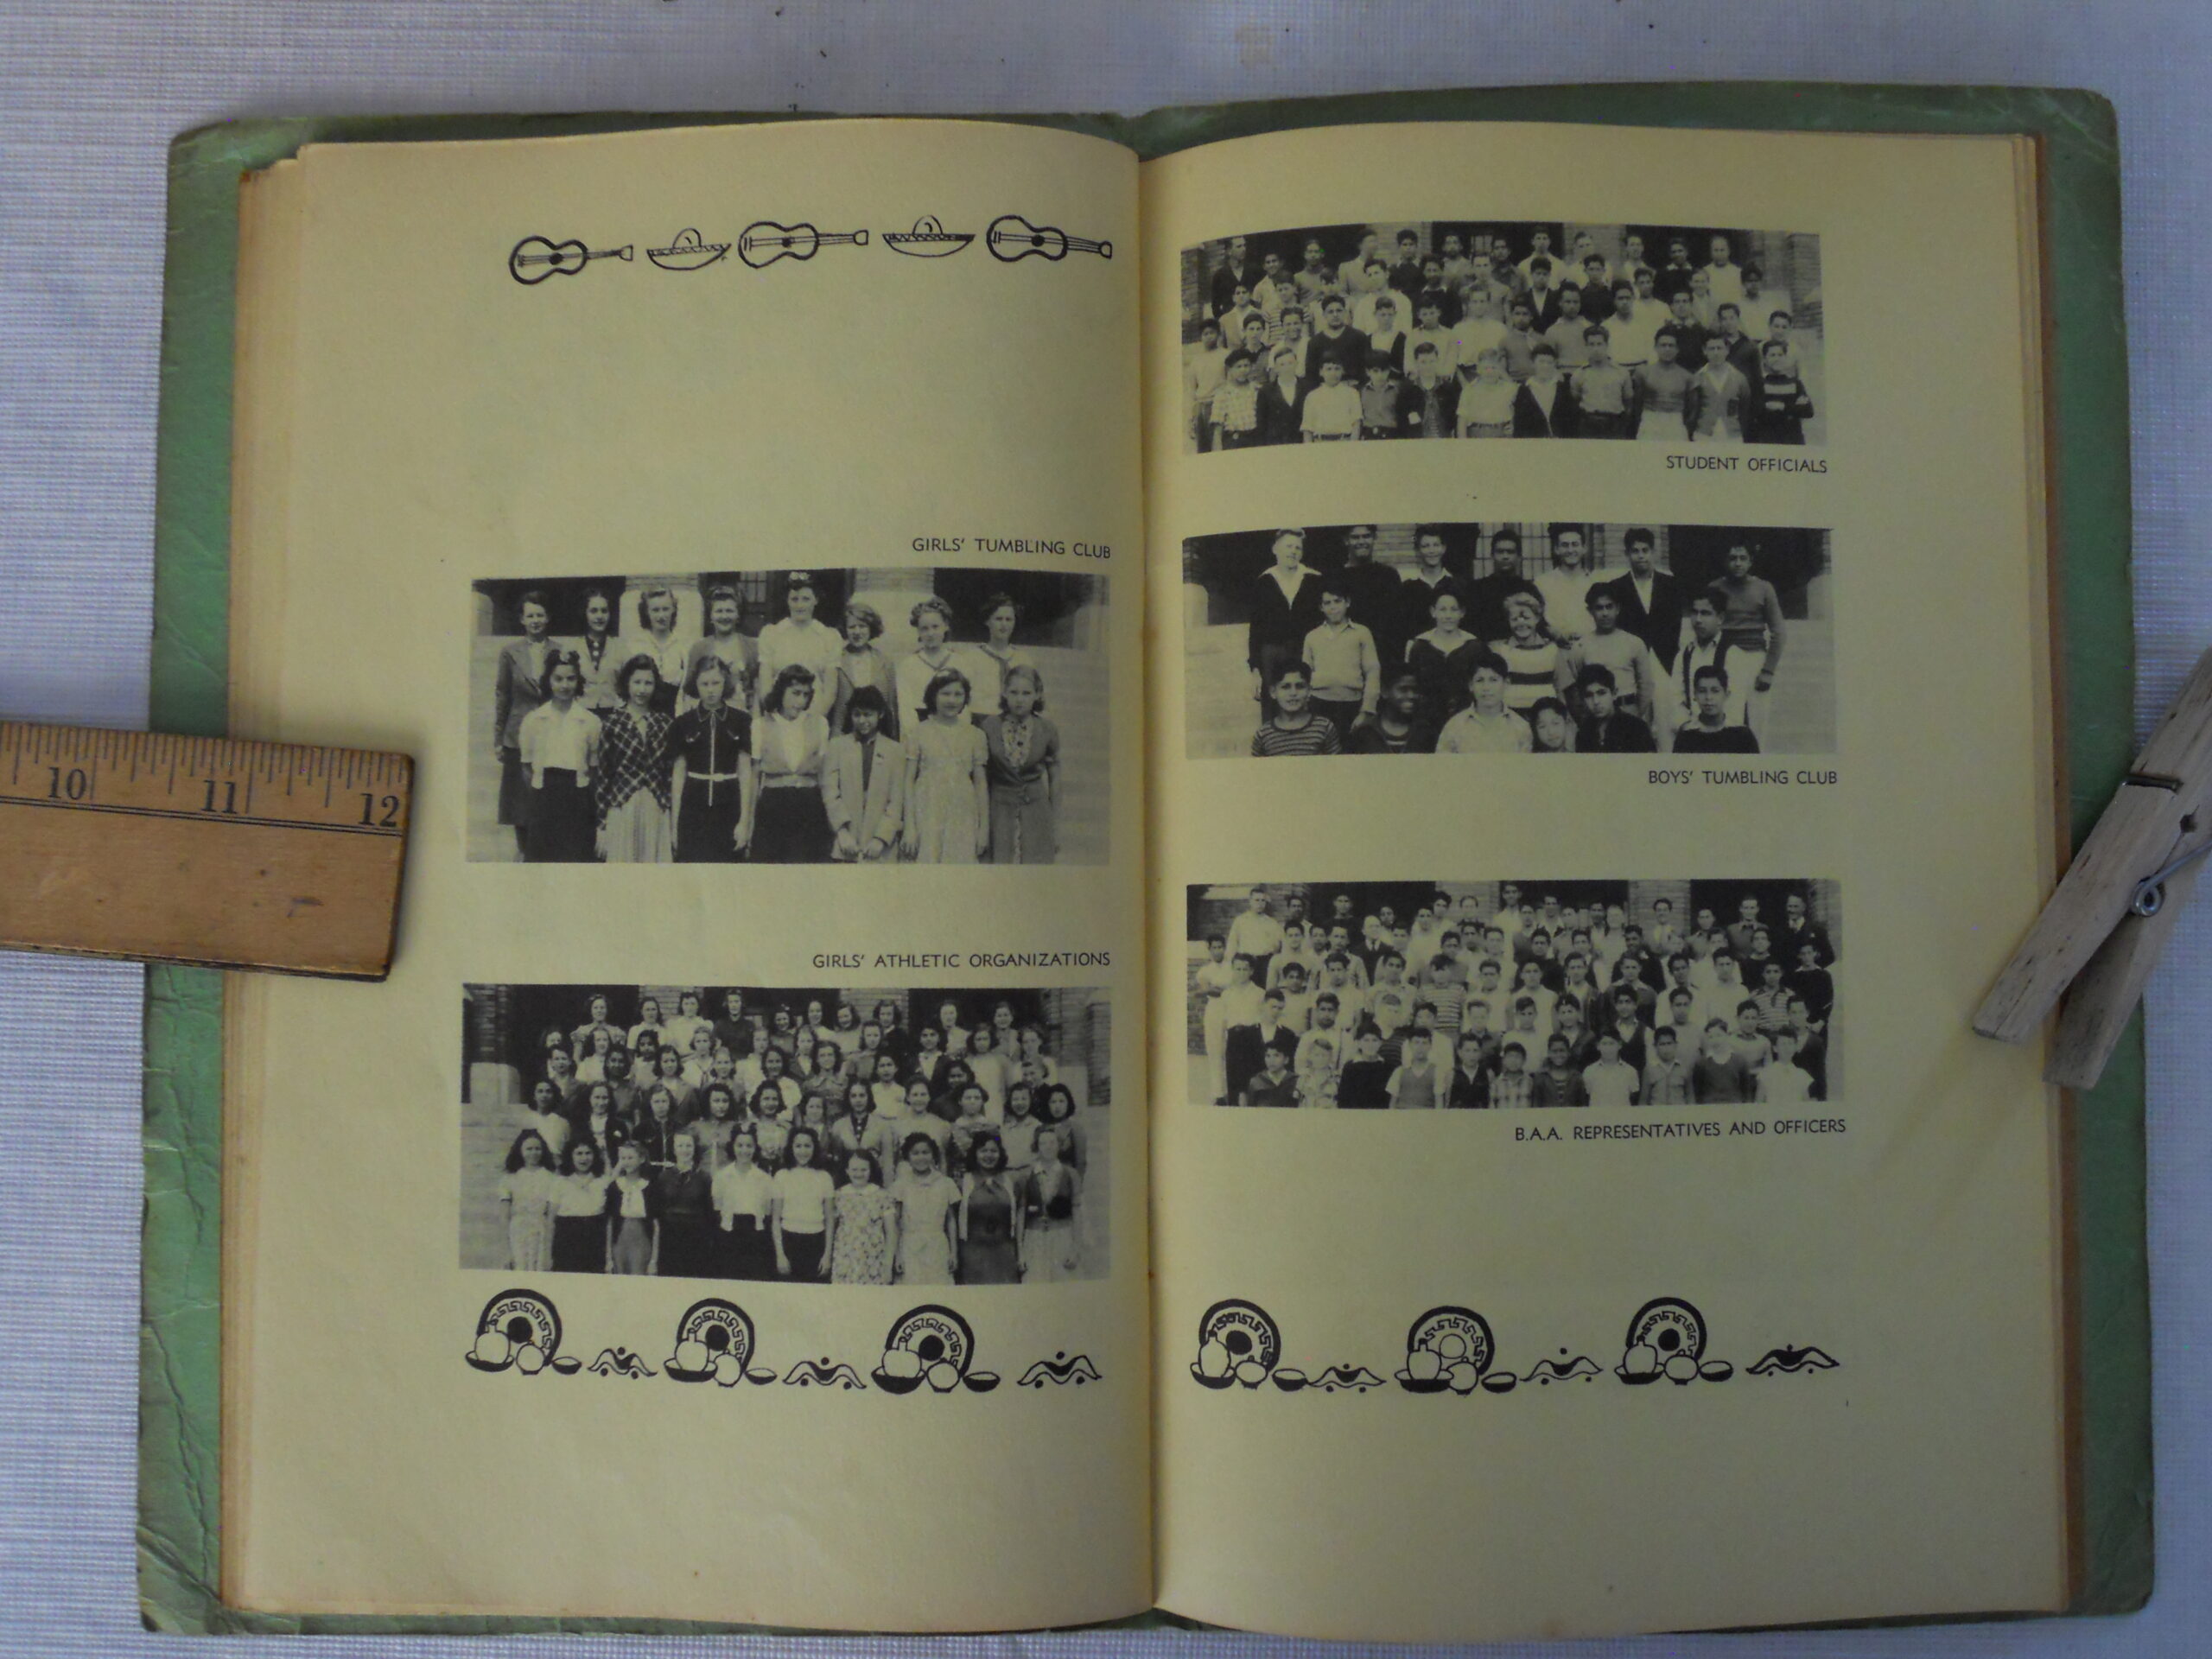 GIRLS' TUMBLING CLUB
GIRLS' ATHLETIC ORGANIZATIONS
STUDENT OFFICIALS
BOYS' TUMBLING CLUB
B.A.A. REPRESENTATIVES AND OFFICERS
10 11 12